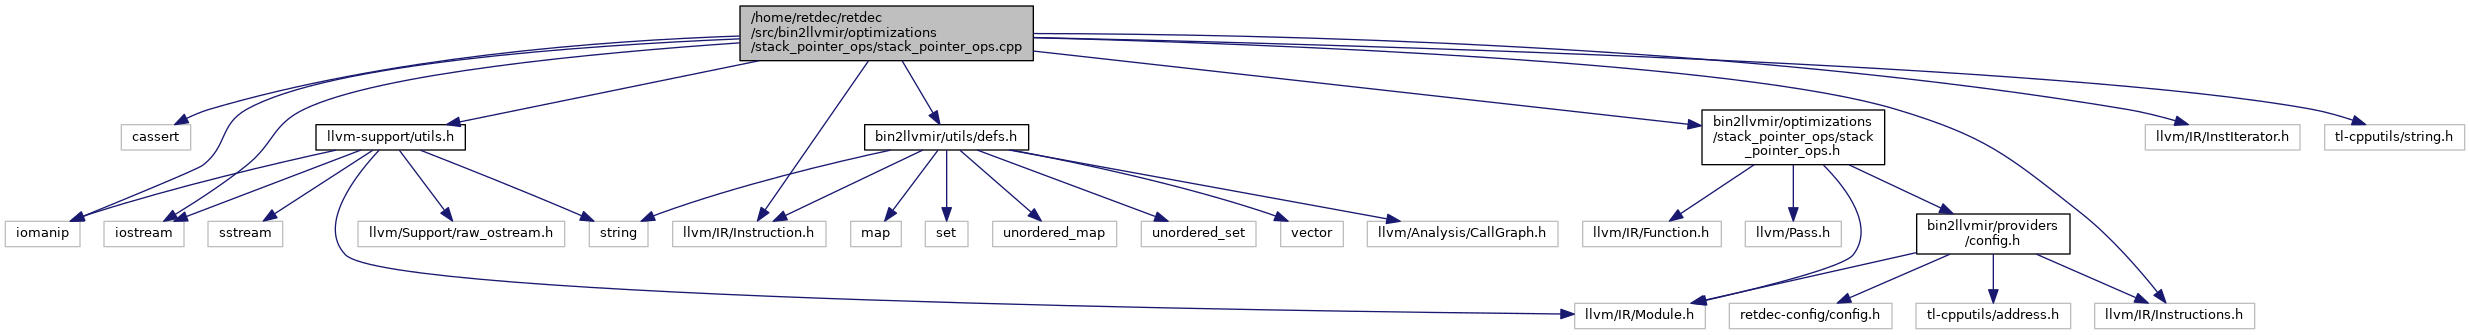 /home/retdec/retdec
/src/bin2llvmir/optimizations
/stack_pointer_ops/stack_pointer_ops.cpp
cassert
llvm-support/utils.h
bin2llvmir/utils/defs.h
bin2llvmir/optimizations
/stack_pointer_ops/stack
_pointer_ops.h
llvm/IR/InstIterator.h
tl-cpputils/string.h
iomanip
iostream
sstream
llvm/Support/raw_ostream.h
string
llvm/IR/Instruction.h
map
set
unordered_map
unordered_set
vector
llvm/Analysis/CallGraph.h
llvm/IR/Function.h
llvm/Pass.h
bin2llvmir/providers
/config.h
llvm/IR/Module.h
retdec-config/config.h
tl-cpputils/address.h
llvm/IR/Instructions.h